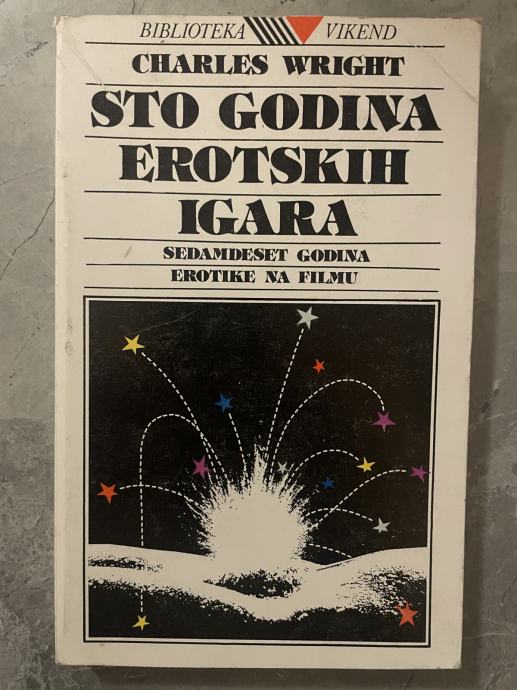 BIBLIOTEKA VIKEND
CHARLES WRIGHT
STO GODINA
EROTSKIH
IGARA
SEDAMDESET GODINA
EROTIKE NA FILMU